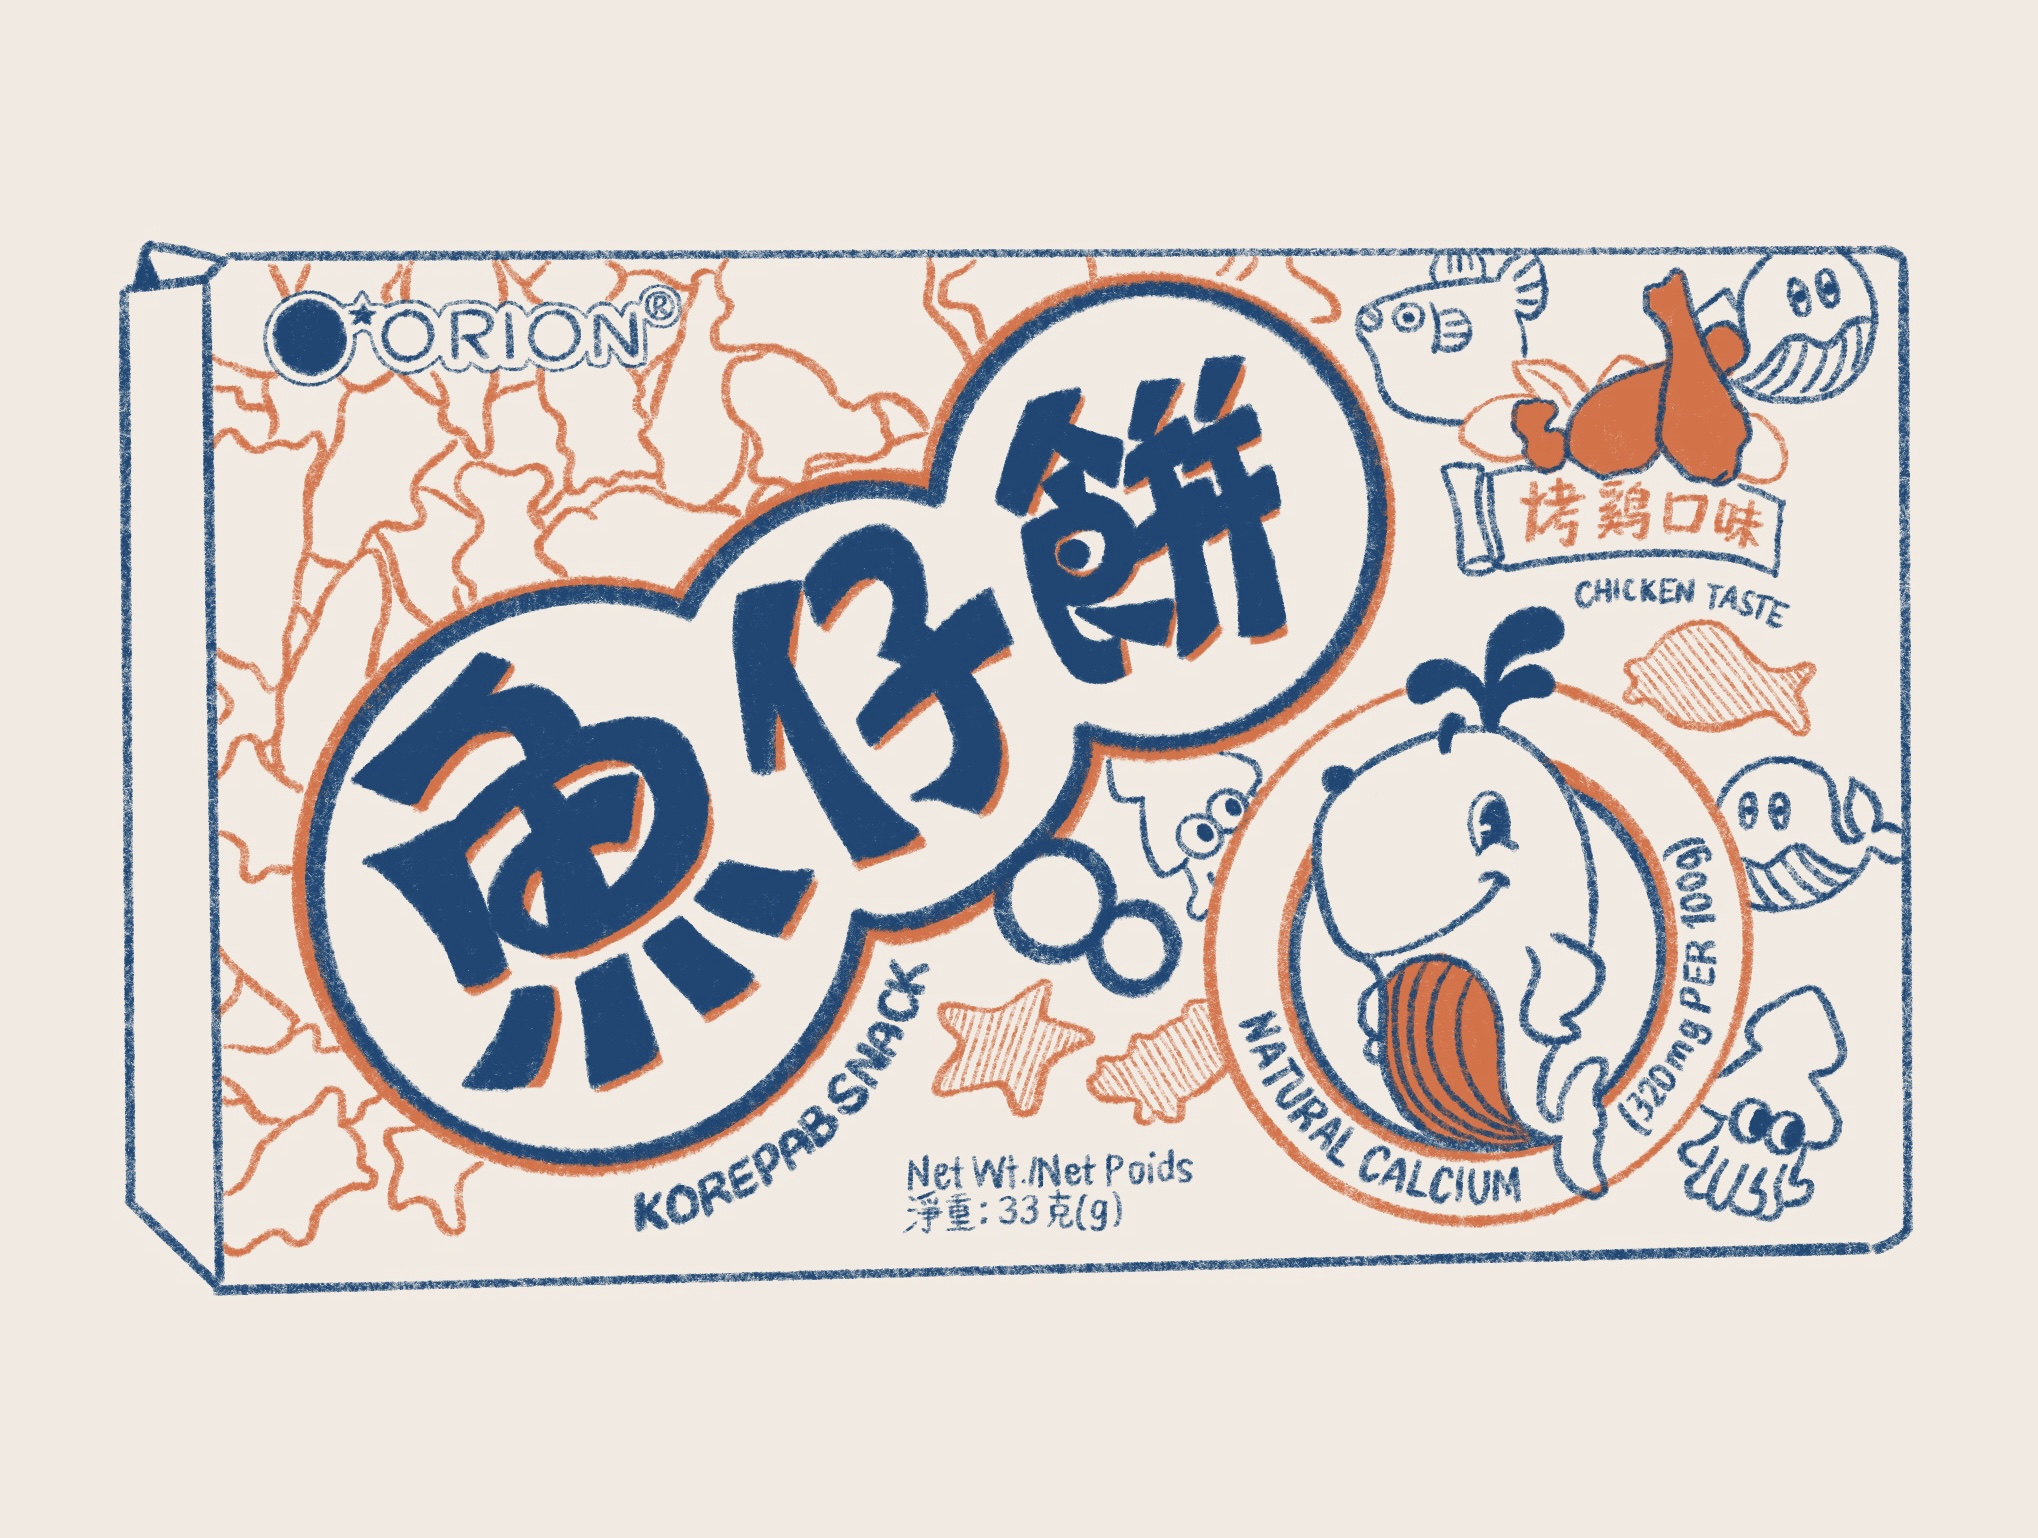 ORION®
魚仔餅
烤鷄口味
CHICKEN TASTE
KOREPAB SNACK
Net Wt./Net Poids
淨重: 33克(g)
NATURAL CALCIUM
(320mg PER 100g)